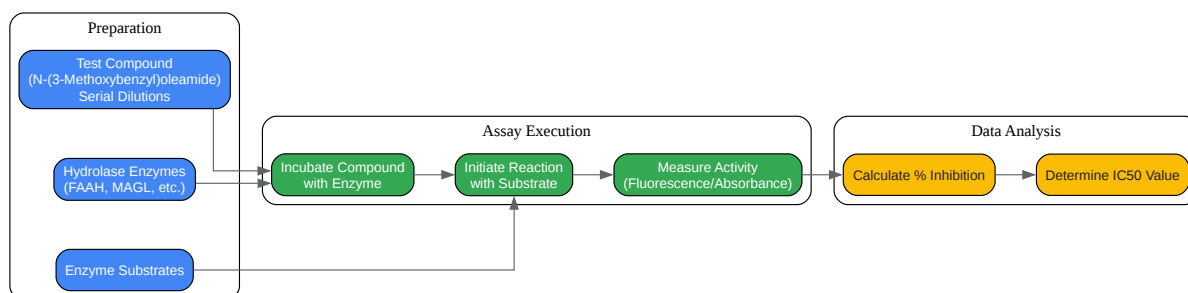 Preparation
Test Compound
(N-(3-Methoxybenzyl)oleamide)
Serial Dilutions
Hydrolase Enzymes
(FAAH, MAGL, etc.)
Enzyme Substrates
Assay Execution
Incubate Compound
with Enzyme
Initiate Reaction
with Substrate
Measure Activity
(Fluorescence/Absorbance)
Data Analysis
Calculate % Inhibition
Determine IC50 Value